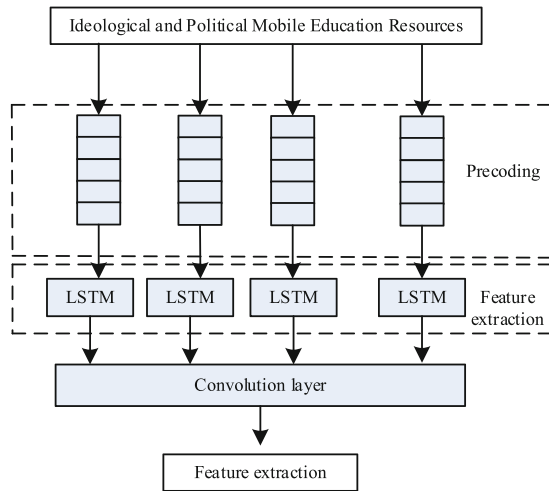 Ideological and Political Mobile Education Resources
Precoding
LSTM LSTM LSTM LSTM
Feature
extraction
Convolution layer
Feature extraction